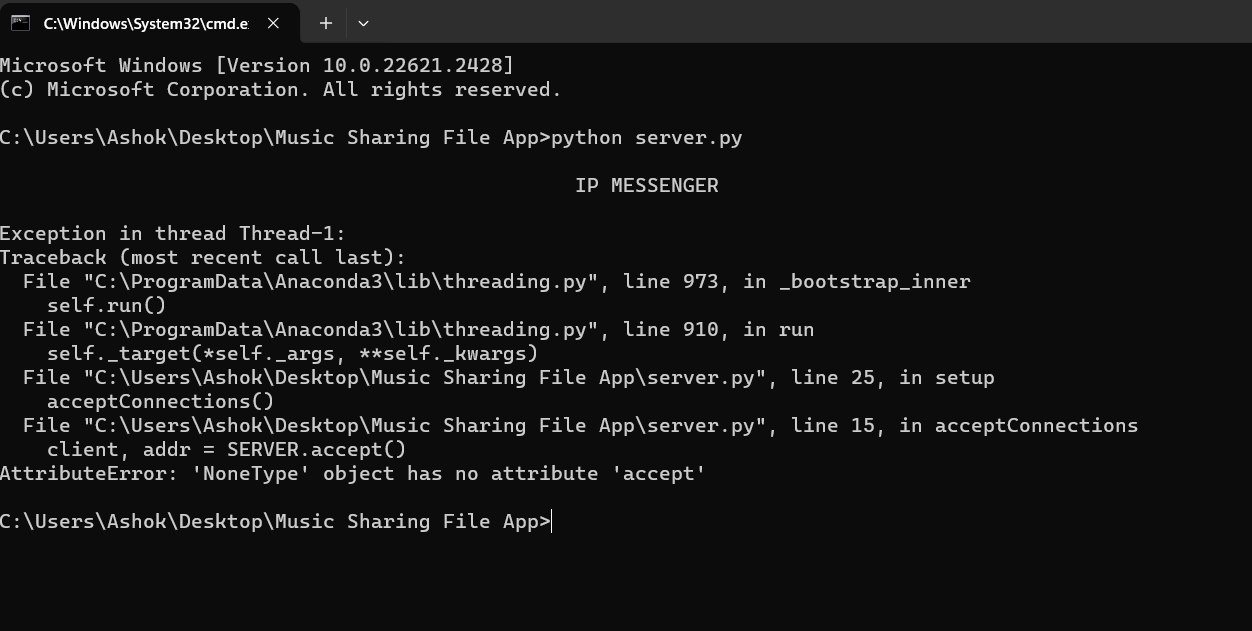 C:\Windows\System32\cmd.e
Microsoft Windows [Version 10.0.22621.2428]
(c) Microsoft Corporation. All rights reserved.
C:\Users\Ashok\Desktop\Music Sharing File App>python server.py
IP MESSENGER
Exception in thread Thread-1:
Traceback (most recent call last):
  File "C:\ProgramData\Anaconda3\lib\threading.py", line 973, in _bootstrap_inner
    self.run()
  File "C:\ProgramData\Anaconda3\lib\threading.py", line 910, in run
    self._target(*self._args, **self._kwargs)
  File "C:\Users\Ashok\Desktop\Music Sharing File App\server.py", line 25, in setup
    acceptConnections()
  File "C:\Users\Ashok\Desktop\Music Sharing File App\server.py", line 15, in acceptConnections
    client, addr = SERVER.accept()
AttributeError: 'NoneType' object has no attribute 'accept'
C:\Users\Ashok\Desktop\Music Sharing File App>